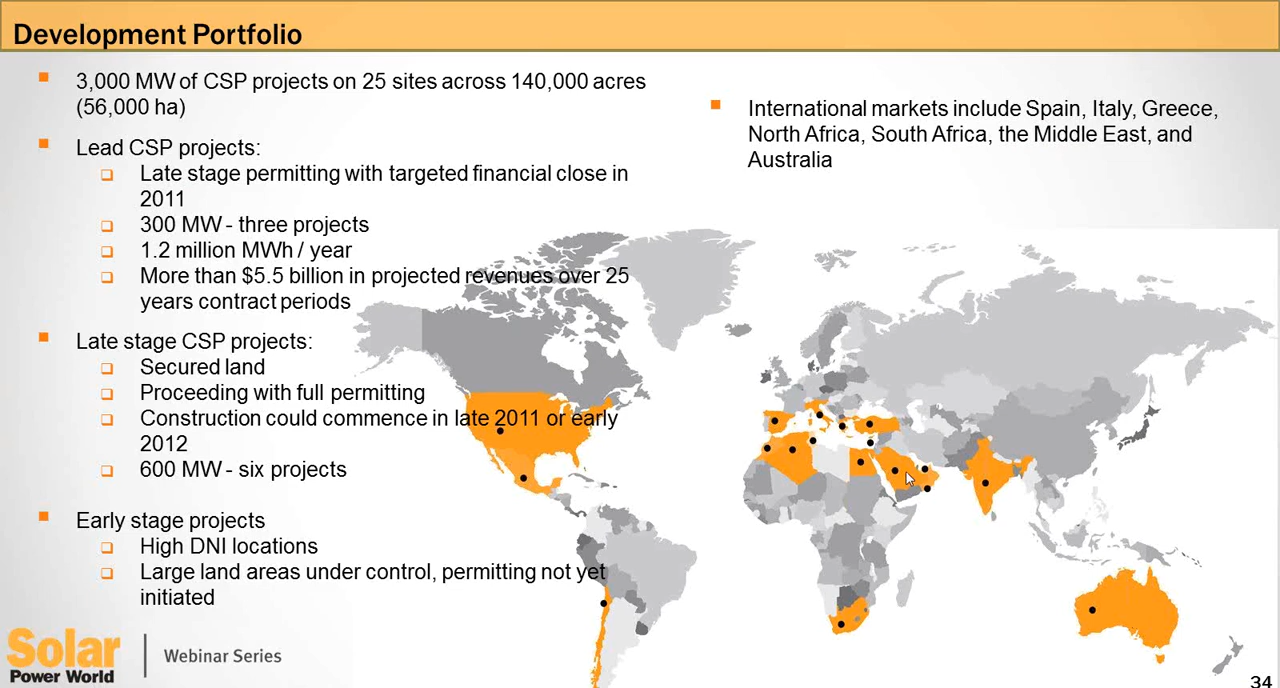 Development Portfolio
3,000 MW of CSP projects on 25 sites across 140,000 acres
(56,000 ha)
Lead CSP projects:
Late stage permitting with targeted financial close in
2011
300 MW - three projects
1.2 million MWh / year
More than $5.5 billion in projected revenues over 25
years contract periods
Late stage CSP projects:
Secured land
Proceeding with full permitting
Construction could commence in late 2011 or early
2012
600 MW - six projects
Early stage projects
High DNI locations
Large land areas under control, permitting not yet
initiated
International markets include Spain, Italy, Greece,
North Africa, South Africa, the Middle East, and
Australia
Solar
Power World
Webinar Series
34